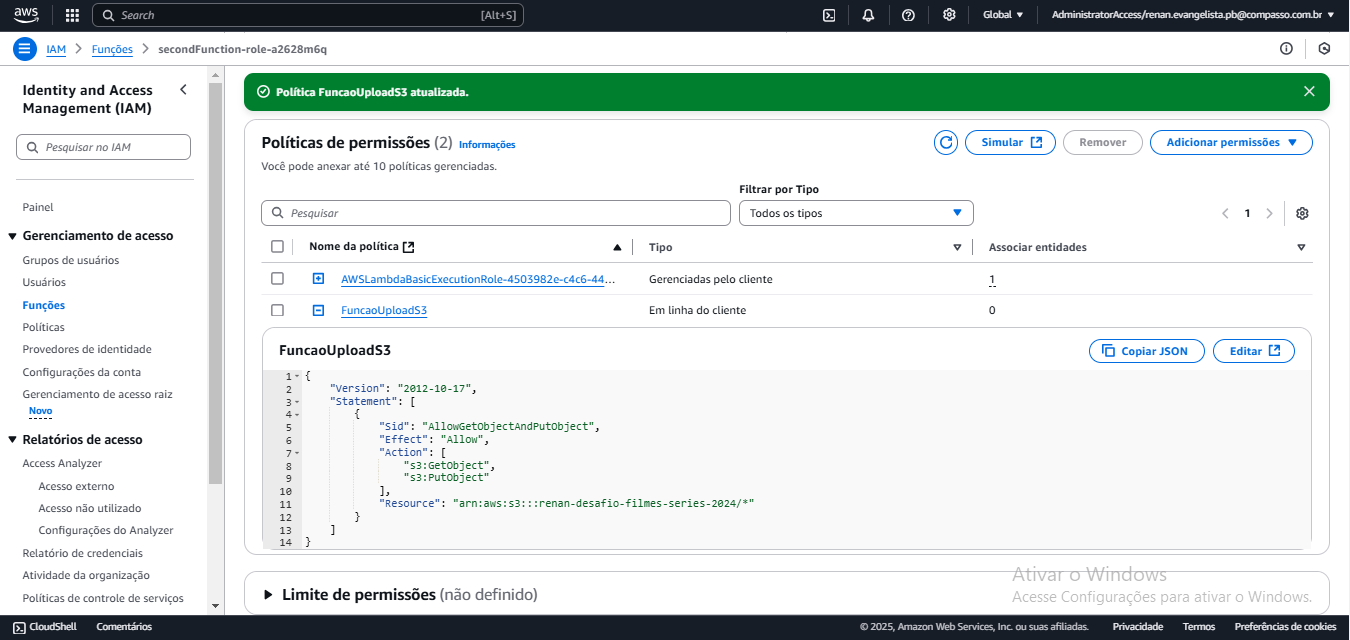 aws
Search [Alt+S]
Global ▼
AdministratorAccess/renan.evangelista.pb@compasso.com.br ▼
IAM > Funções > secondFunction-role-a2628m6q
Identity and Access
Management (IAM)
Pesquisar no IAM
Painel
Gerenciamento de acesso
Grupos de usuários
Usuários
Funções
Políticas
Provedores de identidade
Configurações da conta
Gerenciamento de acesso raiz
Novo
Relatórios de acesso
Access Analyzer
Acesso externo
Acesso não utilizado
Configurações do Analyzer
Relatório de credenciais
Atividade da organização
Políticas de controle de serviços
Política FuncaoUploadS3 atualizada.
Políticas de permissões (2) Informações
Simular
Remover
Adicionar permissões ▼
Você pode anexar até 10 políticas gerenciadas.
Filtrar por Tipo
Pesquisar
Todos os tipos
1
Nome da política
Tipo
Associar entidades
AWSLambdaBasicExecutionRole-4503982e-c4c6-44... Gerenciadas pelo cliente 1
FuncaoUploadS3 Em linha do cliente 0
FuncaoUploadS3
Copiar JSON
Editar
1 {
2 "Version": "2012-10-17",
3 "Statement": [
4 {
5 "Sid": "AllowGetObjectAndPutObject",
6 "Effect": "Allow",
7 "Action": [
8 "s3:GetObject",
9 "s3:PutObject"
10 ],
11 "Resource": "arn:aws:s3:::renan-desafio-filmes-series-2024/*"
12 }
13 ]
14 }
Limite de permissões (não definido)
Ativar o Windows
Acesse Configurações para ativar o Windows.
CloudShell Comentários
© 2025, Amazon Web Services, Inc. ou suas afiliadas. Privacidade Termos Preferências de cookies